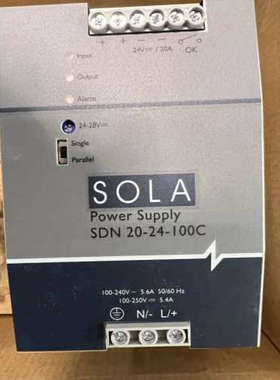 + + − − 
24V⎓ / 20A OK
Input
Output
Alarm
24-28V⎓
Single
Parallel
SOLA
Power Supply
SDN 20-24-100C
100-240V ~ 5.6A 50/60 Hz
100-250V ⎓ 5.4A
N/- L/+